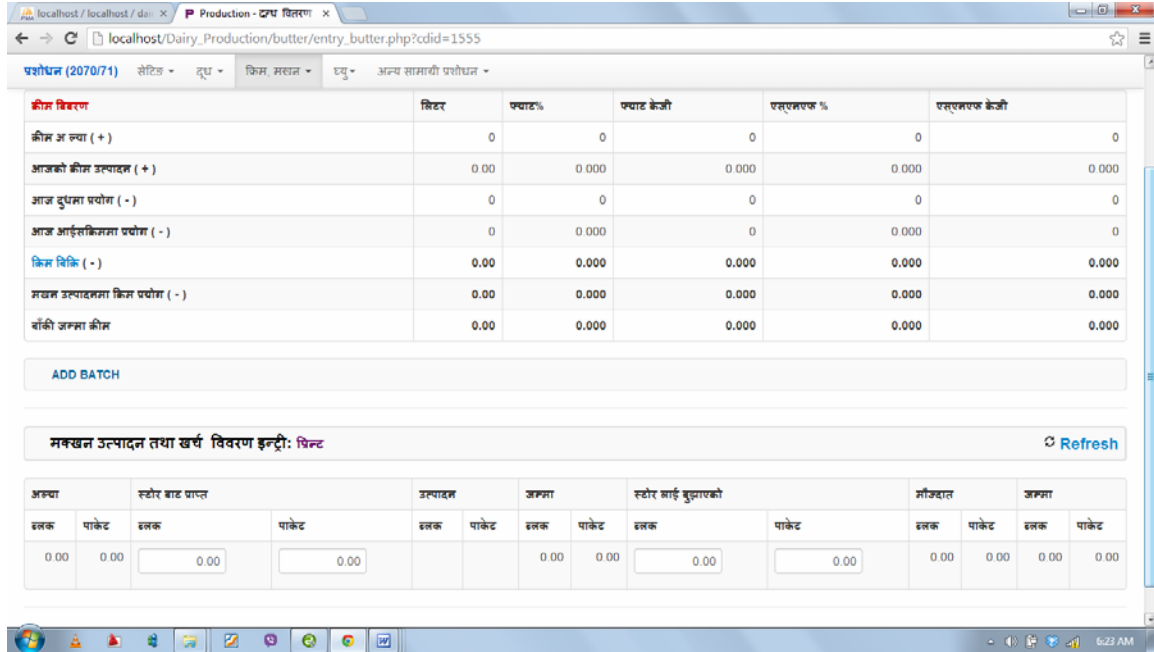 localhost / localhost / dai
Production - दुग्ध वितरण
localhost/Dairy_Production/butter/entry_butter.php?cdid=1555
प्रशोधन (2070/71) सेटिङ दूध क्रिम, मखन घ्यु अन्य सामाग्री प्रशोधन
क्रीम बिबरण लिटर फ्याट% फ्याट केजी एस्एनएफ % एस्एनएफ केजी
क्रीम अ ल्या ( + ) 0 0 0 0 0
आजको क्रीम उत्पादन ( + ) 0.00 0.000 0.000 0.000 0.000
आज दुधमा प्रयोग ( - ) 0 0 0 0 0
आज आईसक्रिममा प्रयोग ( - ) 0 0.000 0 0.000 0
क्रिम बिक्रि ( - ) 0.00 0.000 0.000 0.000 0.000
मखन उत्पादनमा क्रिम प्रयोग ( - ) 0.00 0.000 0.000 0.000 0.000
बाँकी जम्मा क्रीम 0.00 0.000 0.000 0.000 0.000
ADD BATCH
मक्खन उत्पादन तथा खर्च विवरण इन्ट्री: प्रिन्ट Refresh
अल्या स्टोर बाट प्राप्त उत्पादन जम्मा स्टोर लाई बुझाएको मौज्दात जम्मा
ब्लक पाकेट ब्लक पाकेट ब्लक पाकेट ब्लक पाकेट ब्लक पाकेट ब्लक पाकेट ब्लक पाकेट
0.00 0.00 0.00 0.00 0.00 0.00 0.00 0.00 0.00 0.00 0.00 0.00
6:23 AM